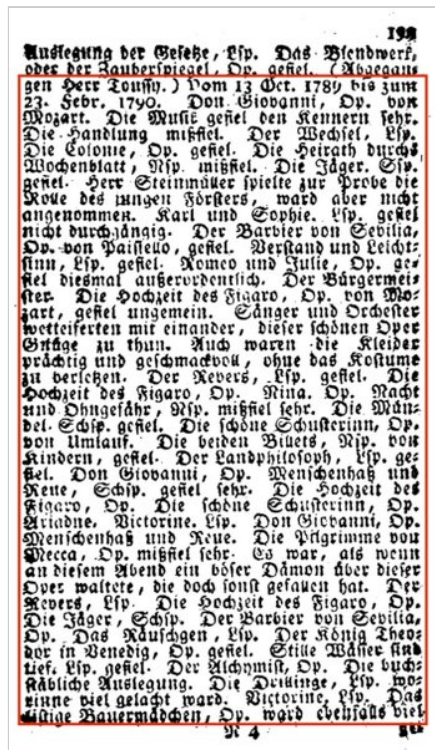 199
Auslegung der Gesetze, Lsp. Das Blendwerk,
oder der Zauberspiegel, Op. gefiel. (Abgegan-
gen Herr Toussy.) Vom 13 Oct. 1789 bis zum
23. Febr. 1790. Don Giovanni, Op. von
Mozart. Die Musik gefiel den Kennern sehr.
Die Handlung mißfiel. Der Wechsel, Lsp.
Die Colonie, Op. gefiel. Die Heirath durchs
Wochenblatt, Nsp. mißfiel. Die Jäger. Ssp.
gefiel. Herr Steinmüller spielte zur Probe die
Rolle des jungen Försters, ward aber nicht
angenommen. Karl und Sophie. Lsp. gefiel
nicht durchgängig. Der Barbier von Sevilia,
Op. von Paisiello, gefiel. Verstand und Leicht-
sinn, Lsp. gefiel. Romeo und Julie, Op. ge-
fiel diesmal außerordentlich. Der Bürgermei-
ster. Die Hochzeit des Figaro, Op. von Mo-
zart, gefiel ungemein. Sänger und Orchester
wetteiferten mit einander, dieser schönen Oper
Gnüge zu thun. Auch waren die Kleider
prächtig und geschmackvoll, ohne das Kostume
zu verletzen. Der Revers, Lsp. gefiel. Die
Hochzeit des Figaro, Op. Nina. Op. Nacht
und Ohngefähr, Nsp. mißfiel sehr. Die Mün-
del. Schsp. gefiel. Die schöne Schusterinn, Op.
von Umlauf. Die beiden Billets, Nsp. von
Kindern, gefiel. Der Landphilosoph, Lsp. ge-
fiel. Don Giovanni, Op. Menschenhaß und
Reue, Schsp. gefiel sehr. Die Hochzeit des
Figaro, Op. Die schöne Schusterinn, Op.
Ariadne. Victorine. Lsp. Don Giovanni, Op.
Menschenhaß und Reue. Die Pilgrimme von
Mecca, Op. mißfiel sehr. Es war, als wenn
an diesem Abend ein böser Dämon über dieser
Oper waltete, die doch sonst gefallen hat. Der
Revers, Lsp. Die Hochzeit des Figaro, Op.
Die Jäger, Schsp. Der Barbier von Sevilia,
Op. Das Räuschgen, Lsp. Der König Theo-
dor in Venedig, Op. gefiel. Stille Wässer sind
tief. Lsp. gefiel. Der Alchymist, Op. Die buch-
stäbliche Auslegung. Die Drillinge, Lsp. wo-
rinne viel gelacht ward. Victorine, Lsp. Das
listige Bauermädchen, Op. ward ebenfalls viel
N 4